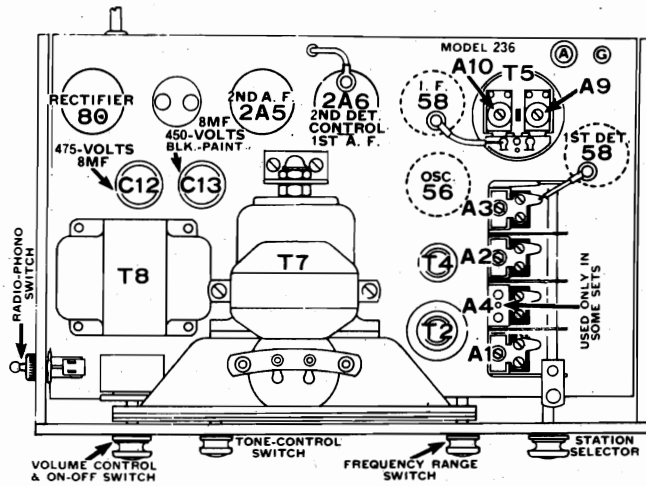 MODEL 236
A
G
A10
T5
A9
RECTIFIER
80
8MF
450-VOLTS
BLK.-PAINT
2ND A. F.
2A5
2A6
2ND DET.
CONTROL
1ST A. F.
I. F.
58
1ST DET.
58
475-VOLTS
8MF
C12
C13
OSC.
56
A3
T8
T7
T4
A2
A4
T2
A1
USED ONLY IN
SOME SETS
RADIO-PHONO
SWITCH
VOLUME CONTROL
& ON-OFF SWITCH
TONE-CONTROL
SWITCH
FREQUENCY RANGE
SWITCH
STATION
SELECTOR